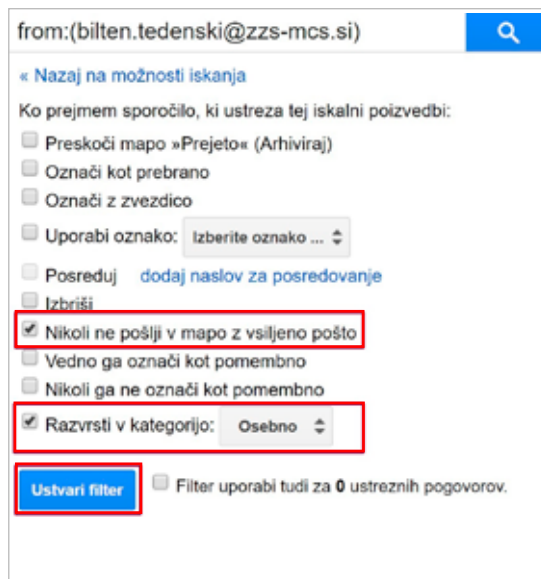 from:(bilten.tedenski@zzs-mcs.si)
« Nazaj na možnosti iskanja
Ko prejmem sporočilo, ki ustreza tej iskalni poizvedbi:
Preskoči mapo »Prejeto« (Arhiviraj)
Označi kot prebrano
Označi z zvezdico
Uporabi oznako: Izberite oznako ...
Posreduj dodaj naslov za posredovanje
Izbriši
Nikoli ne pošlji v mapo z vsiljeno pošto
Vedno ga označi kot pomembno
Nikoli ga ne označi kot pomembno
Razvrsti v kategorijo: Osebno
Ustvari filter Filter uporabi tudi za 0 ustreznih pogovorov.